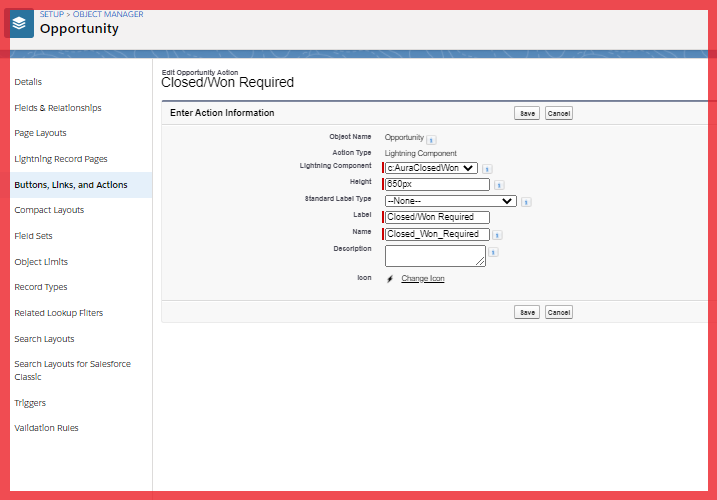 SETUP > OBJECT MANAGER
Opportunity
Details
Fields & Relationships
Page Layouts
Lightning Record Pages
Buttons, Links, and Actions
Compact Layouts
Field Sets
Object Limits
Record Types
Related Lookup Filters
Search Layouts
Search Layouts for Salesforce
Classic
Triggers
Validation Rules
Edit Opportunity Action
Closed/Won Required
Enter Action Information
Save Cancel
Object Name Opportunity
Action Type Lightning Component
Lightning Component c:AuraClosedWon
Height 650px
Standard Label Type --None--
Label Closed/Won Required
Name Closed_Won_Required
Description
Icon Change Icon
Save Cancel